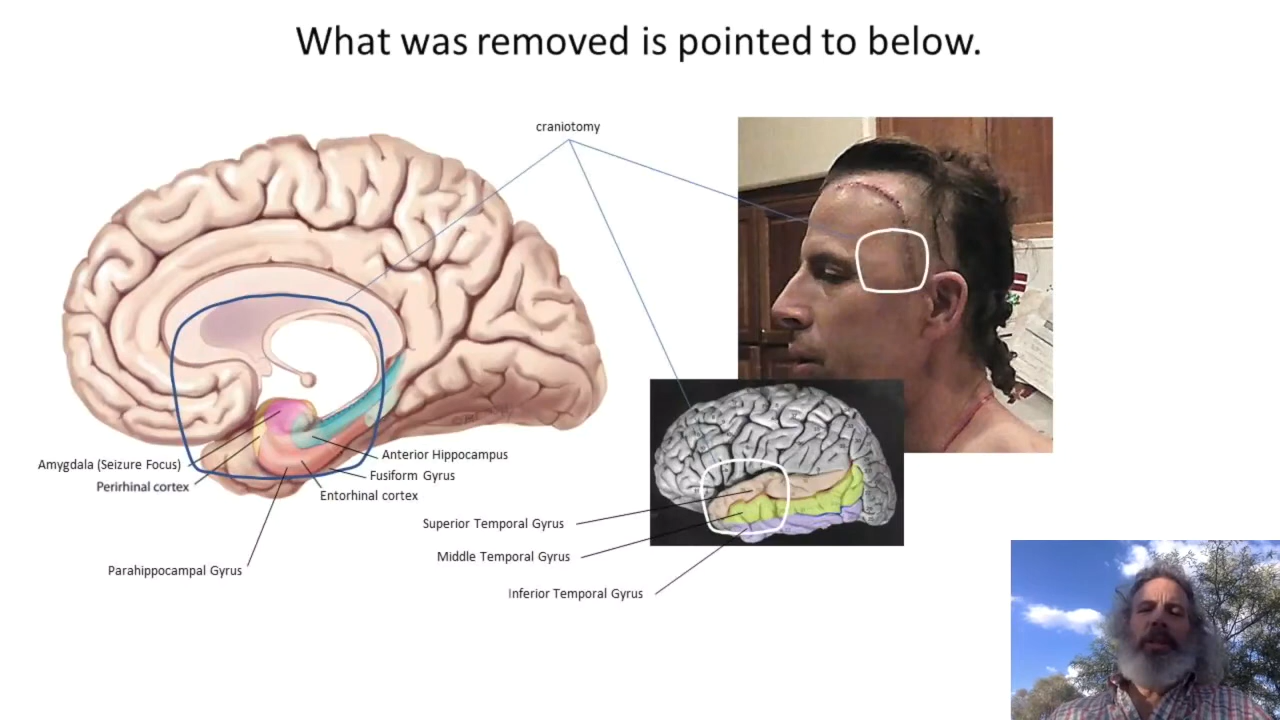 What was removed is pointed to below.
craniotomy
Amygdala (Seizure Focus)
Perirhinal cortex
Anterior Hippocampus
Fusiform Gyrus
Entorhinal cortex
Superior Temporal Gyrus
Middle Temporal Gyrus
Parahippocampal Gyrus
Inferior Temporal Gyrus